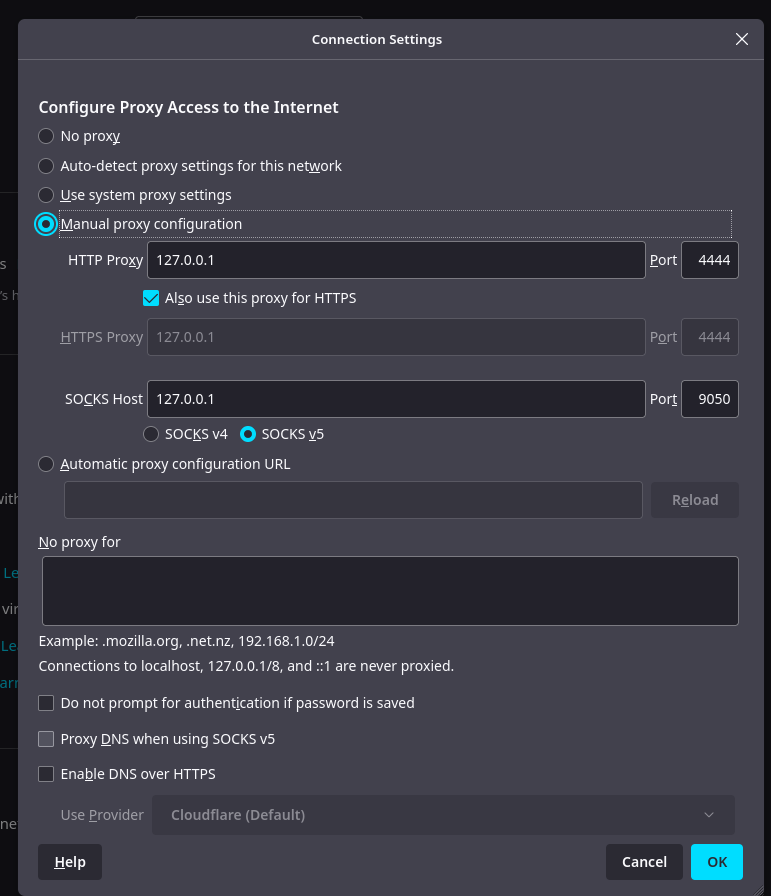 Connection Settings
Configure Proxy Access to the Internet
No proxy
Auto-detect proxy settings for this network
Use system proxy settings
Manual proxy configuration
HTTP Proxy 127.0.0.1 Port 4444
Also use this proxy for HTTPS
HTTPS Proxy 127.0.0.1 Port 4444
SOCKS Host 127.0.0.1 Port 9050
SOCKS v4 SOCKS v5
Automatic proxy configuration URL
Reload
No proxy for
Example: .mozilla.org, .net.nz, 192.168.1.0/24
Connections to localhost, 127.0.0.1/8, and ::1 are never proxied.
Do not prompt for authentication if password is saved
Proxy DNS when using SOCKS v5
Enable DNS over HTTPS
Use Provider Cloudflare (Default)
Help Cancel OK